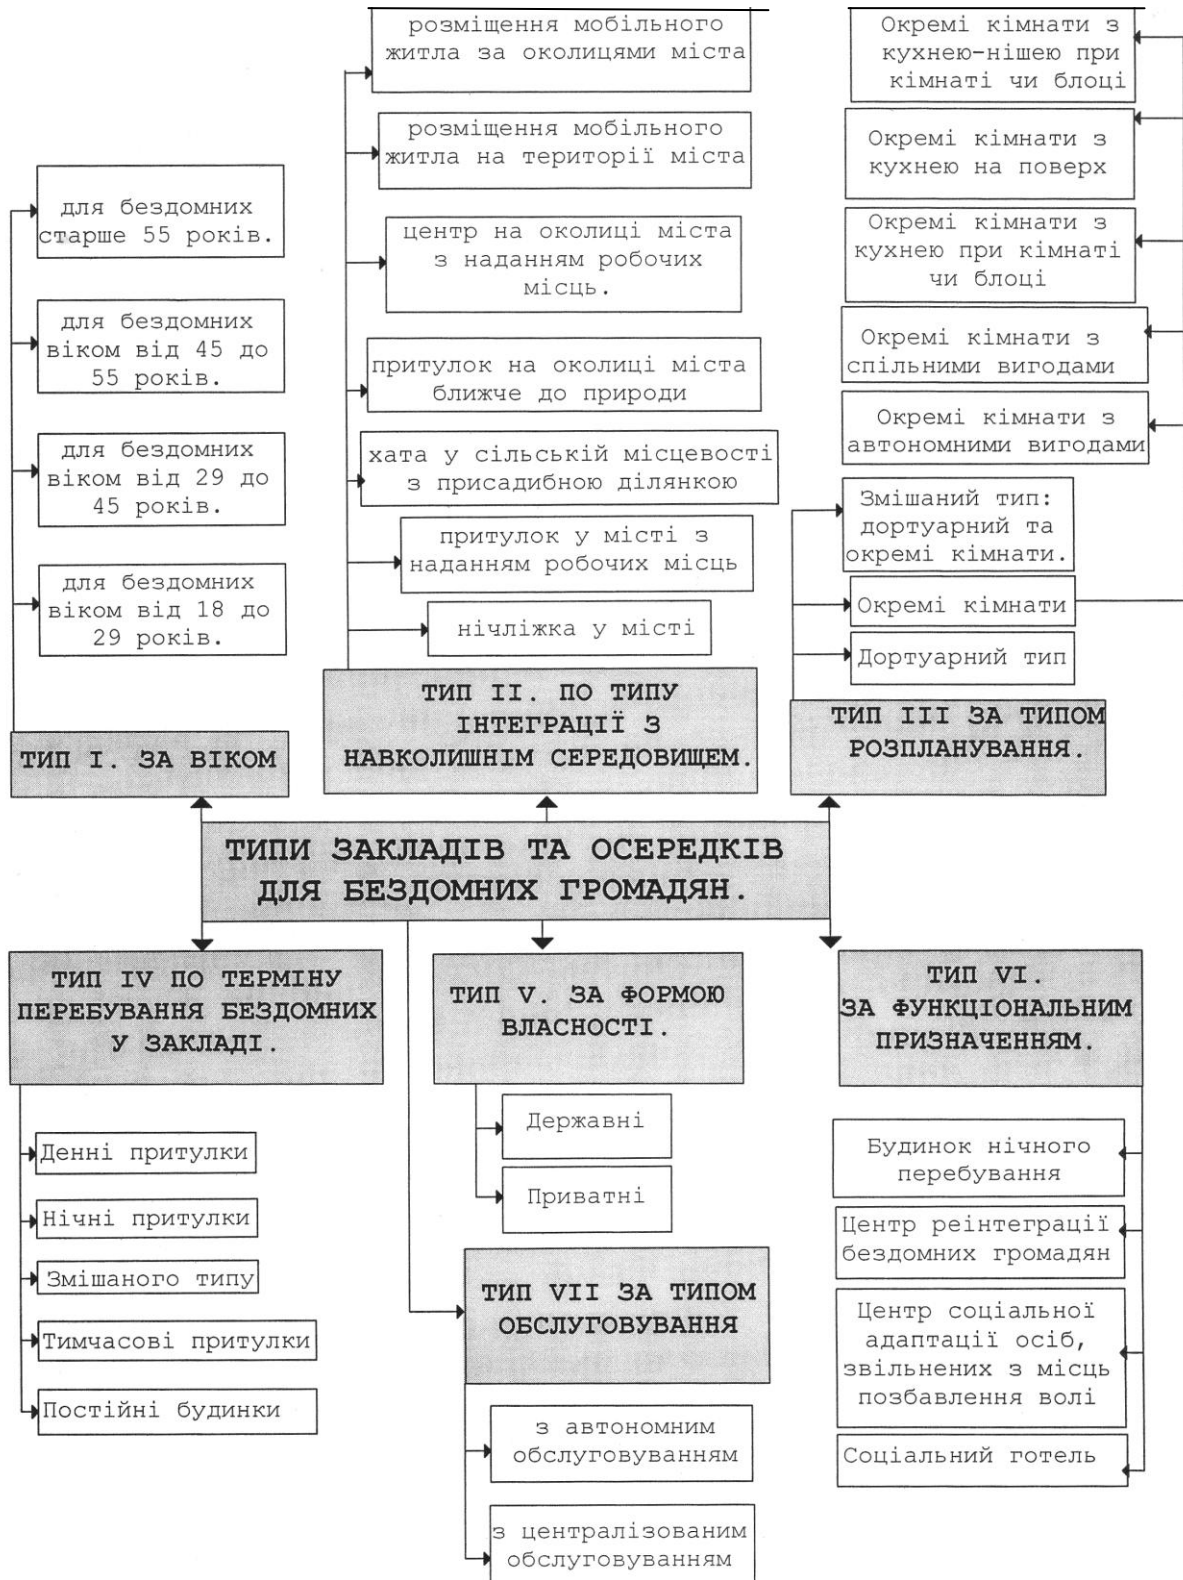 розміщення мобільного
житла за околицями міста
розміщення мобільного
житла на території міста
центр на околиці міста
з наданням робочих
місць.
притулок на околиці міста
ближче до природи
хата у сільській місцевості
з присадибною ділянкою
притулок у місті з
наданням робочих місць
нічліжка у місті
ТИП ІІ. ПО ТИПУ
ІНТЕГРАЦІЇ З
НАВКОЛИШНІМ СЕРЕДОВИЩЕМ.
для бездомних
старше 55 років.
для бездомних
віком від 45 до
55 років.
для бездомних
віком від 29 до
45 років.
для бездомних
віком від 18 до
29 років.
ТИП І. ЗА ВІКОМ
Окремі кімнати з
кухнею-нішею при
кімнаті чи блоці
Окремі кімнати з
кухнею на поверх
Окремі кімнати з
кухнею при кімнаті
чи блоці
Окремі кімнати з
спільними вигодами
Окремі кімнати з
автономними вигодами
Змішаний тип:
дортуарний та
окремі кімнати.
Окремі кімнати
Дортуарний тип
ТИП ІІІ ЗА ТИПОМ
РОЗПЛАНУВАННЯ.
ТИПИ ЗАКЛАДІВ ТА ОСЕРЕДКІВ
ДЛЯ БЕЗДОМНИХ ГРОМАДЯН.
ТИП IV ПО ТЕРМІНУ
ПЕРЕБУВАННЯ БЕЗДОМНИХ
У ЗАКЛАДІ.
Денні притулки
Нічні притулки
Змішаного типу
Тимчасові притулки
Постійні будинки
ТИП V. ЗА ФОРМОЮ
ВЛАСНОСТІ.
Державні
Приватні
ТИП VII ЗА ТИПОМ
ОБСЛУГОВУВАННЯ
з автономним
обслуговуванням
з централізованим
обслуговуванням
ТИП VI.
ЗА ФУНКЦІОНАЛЬНИМ
ПРИЗНАЧЕННЯМ.
Будинок нічного
перебування
Центр реінтеграції
бездомних громадян
Центр соціальної
адаптації осіб,
звільнених з місць
позбавлення волі
Соціальний готель